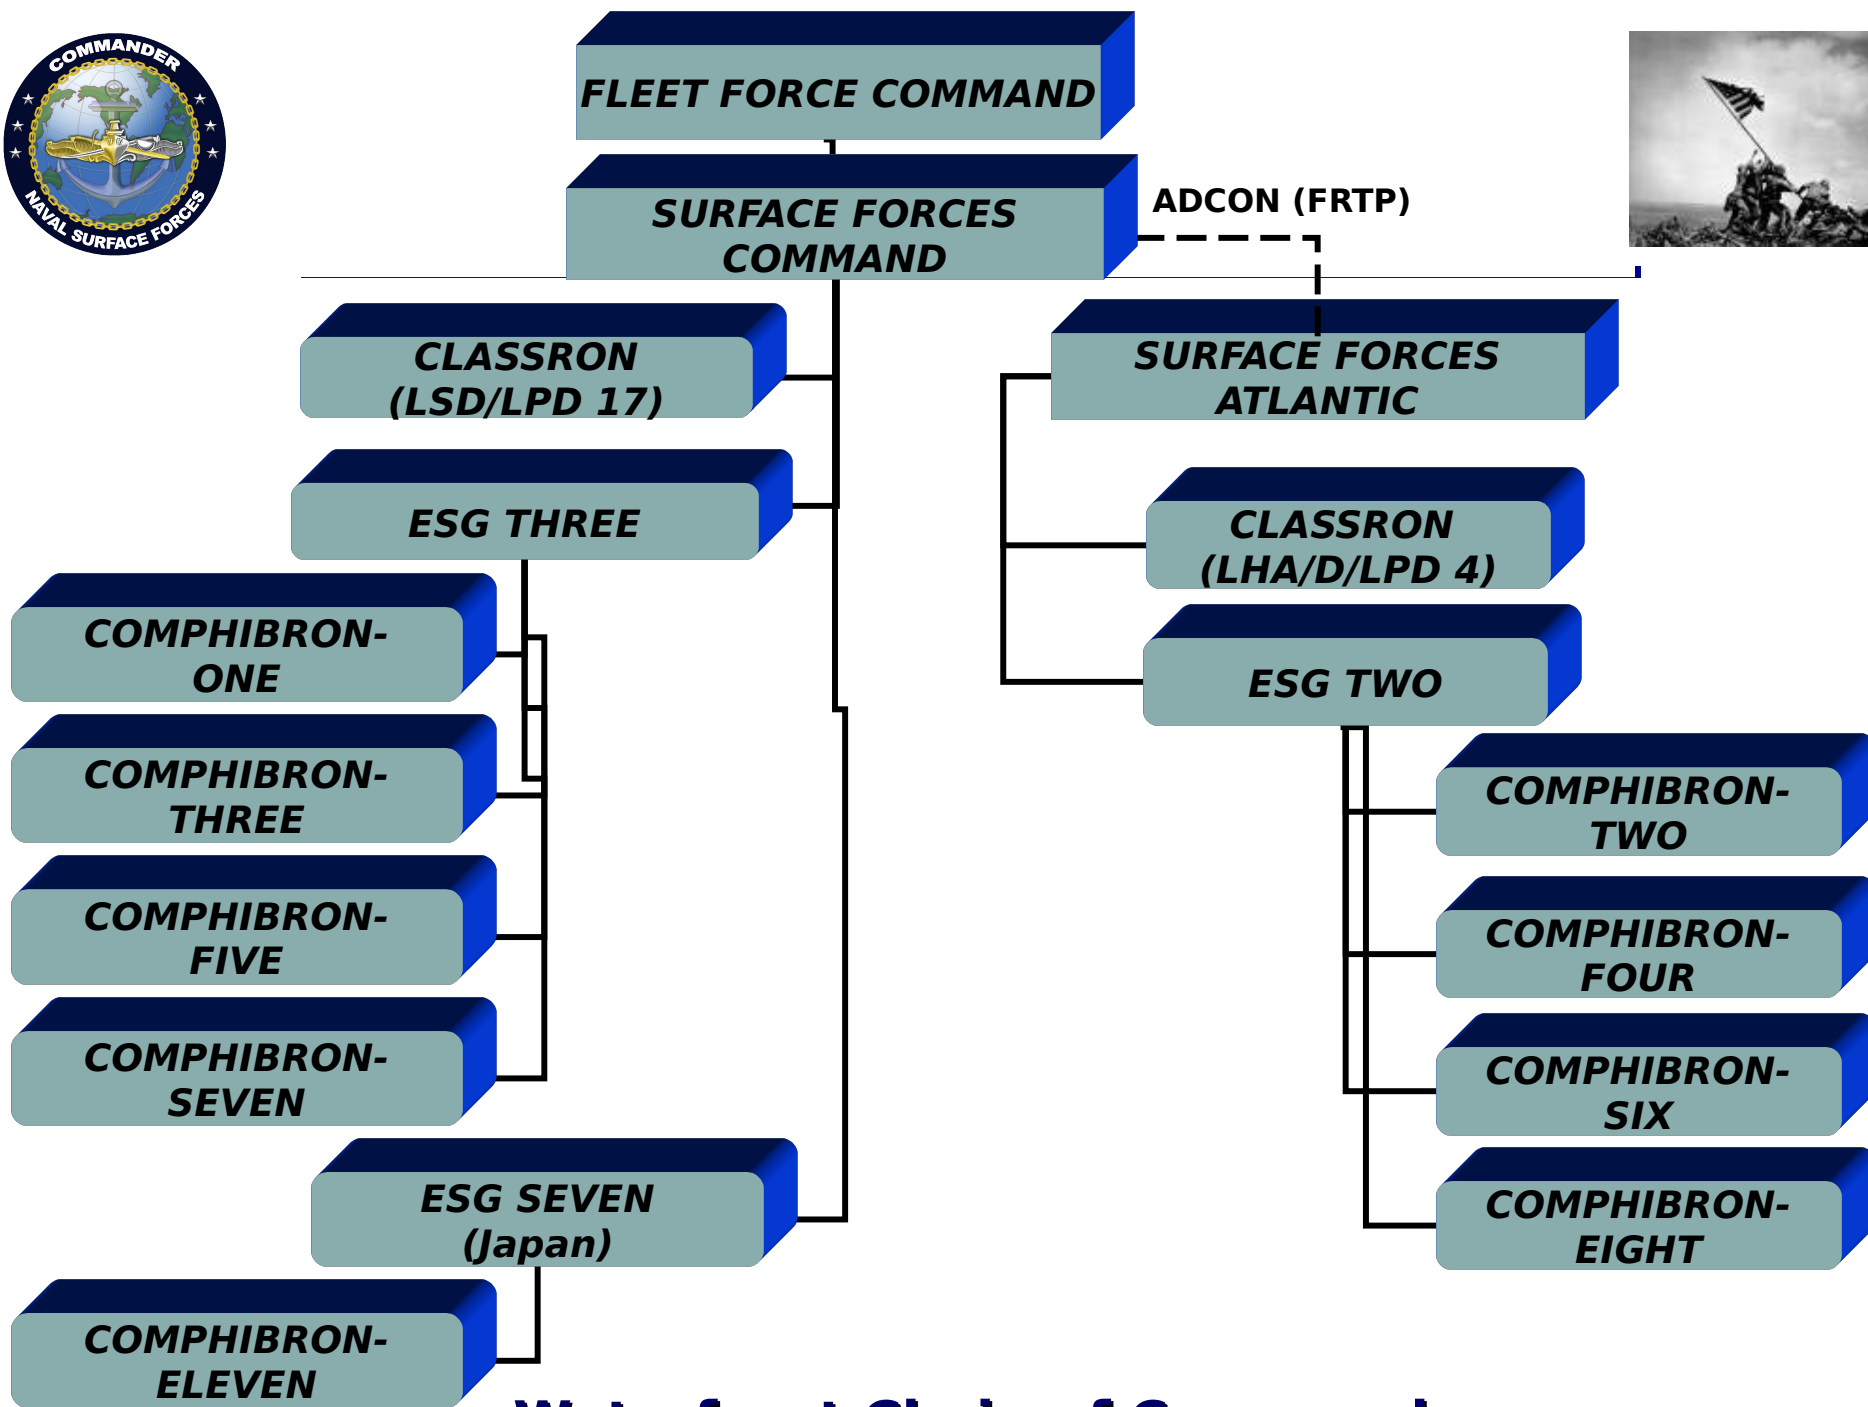 COMMANDER
NAVAL SURFACE FORCES
FLEET FORCE COMMAND
SURFACE FORCES
COMMAND
ADCON (FRTP)
CLASSRON
(LSD/LPD 17)
SURFACE FORCES
ATLANTIC
ESG THREE
CLASSRON
(LHA/D/LPD 4)
COMPHIBRON-
ONE
ESG TWO
COMPHIBRON-
THREE
COMPHIBRON-
TWO
COMPHIBRON-
FIVE
COMPHIBRON-
FOUR
COMPHIBRON-
SEVEN
COMPHIBRON-
SIX
ESG SEVEN
(Japan)
COMPHIBRON-
EIGHT
COMPHIBRON-
ELEVEN